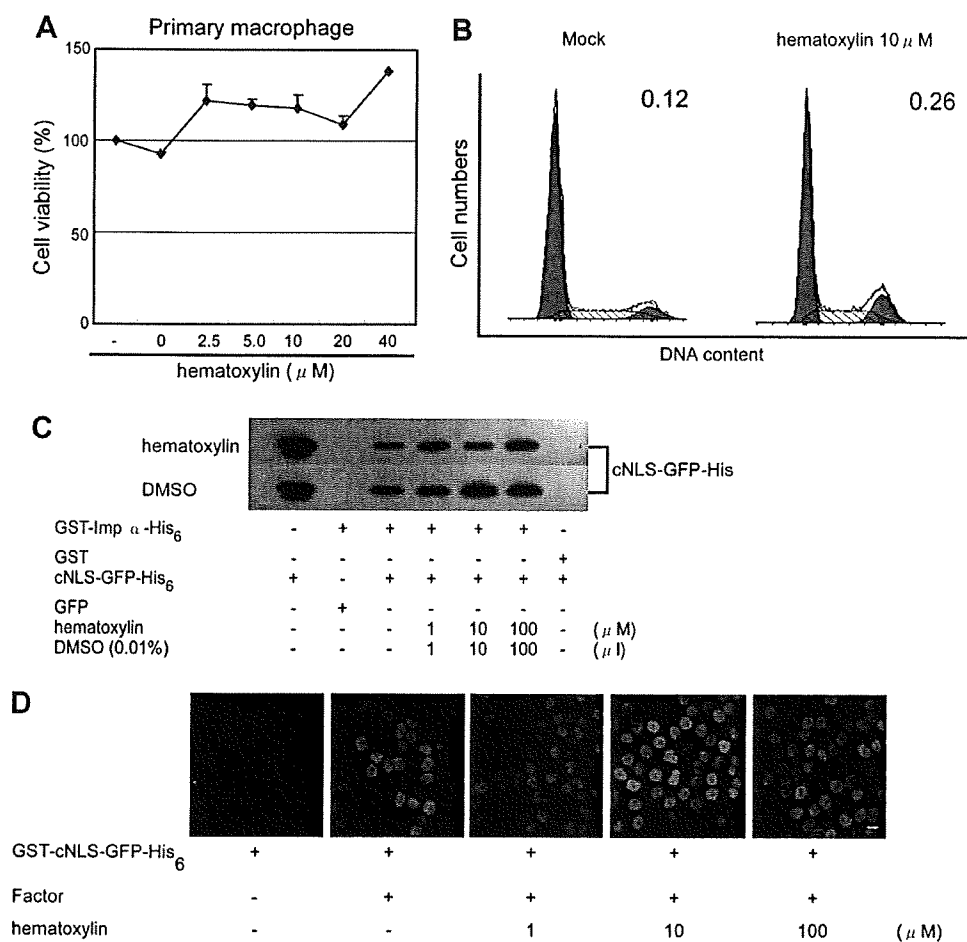 A
Primary macrophage
150
100
50
0
Cell viability (%)
- 0 2.5 5.0 10 20 40
hematoxylin (μM)
B
Mock
hematoxylin 10 μM
0.12
0.26
Cell numbers
DNA content
C
hematoxylin
DMSO
cNLS-GFP-His
GST-Imp α-His6 - + + + + + -
GST - - - - - - +
cNLS-GFP-His6 + - + + + + +
GFP - + - - - - -
hematoxylin - - - 1 10 100 - (μM)
DMSO (0.01%) - - - 1 10 100 - (μl)
D
GST-cNLS-GFP-His6 + + + + +
Factor - + + + +
hematoxylin - - 1 10 100 (μM)